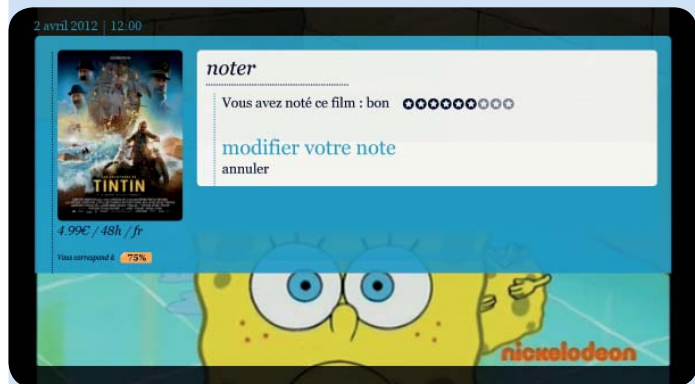 2 avril 2012 | 12:00
noter
Vous avez noté ce film : bon
modifier votre note
annuler
TINTIN
4.99€ / 48h / fr
Vous correspond à 75%
nickelodeon